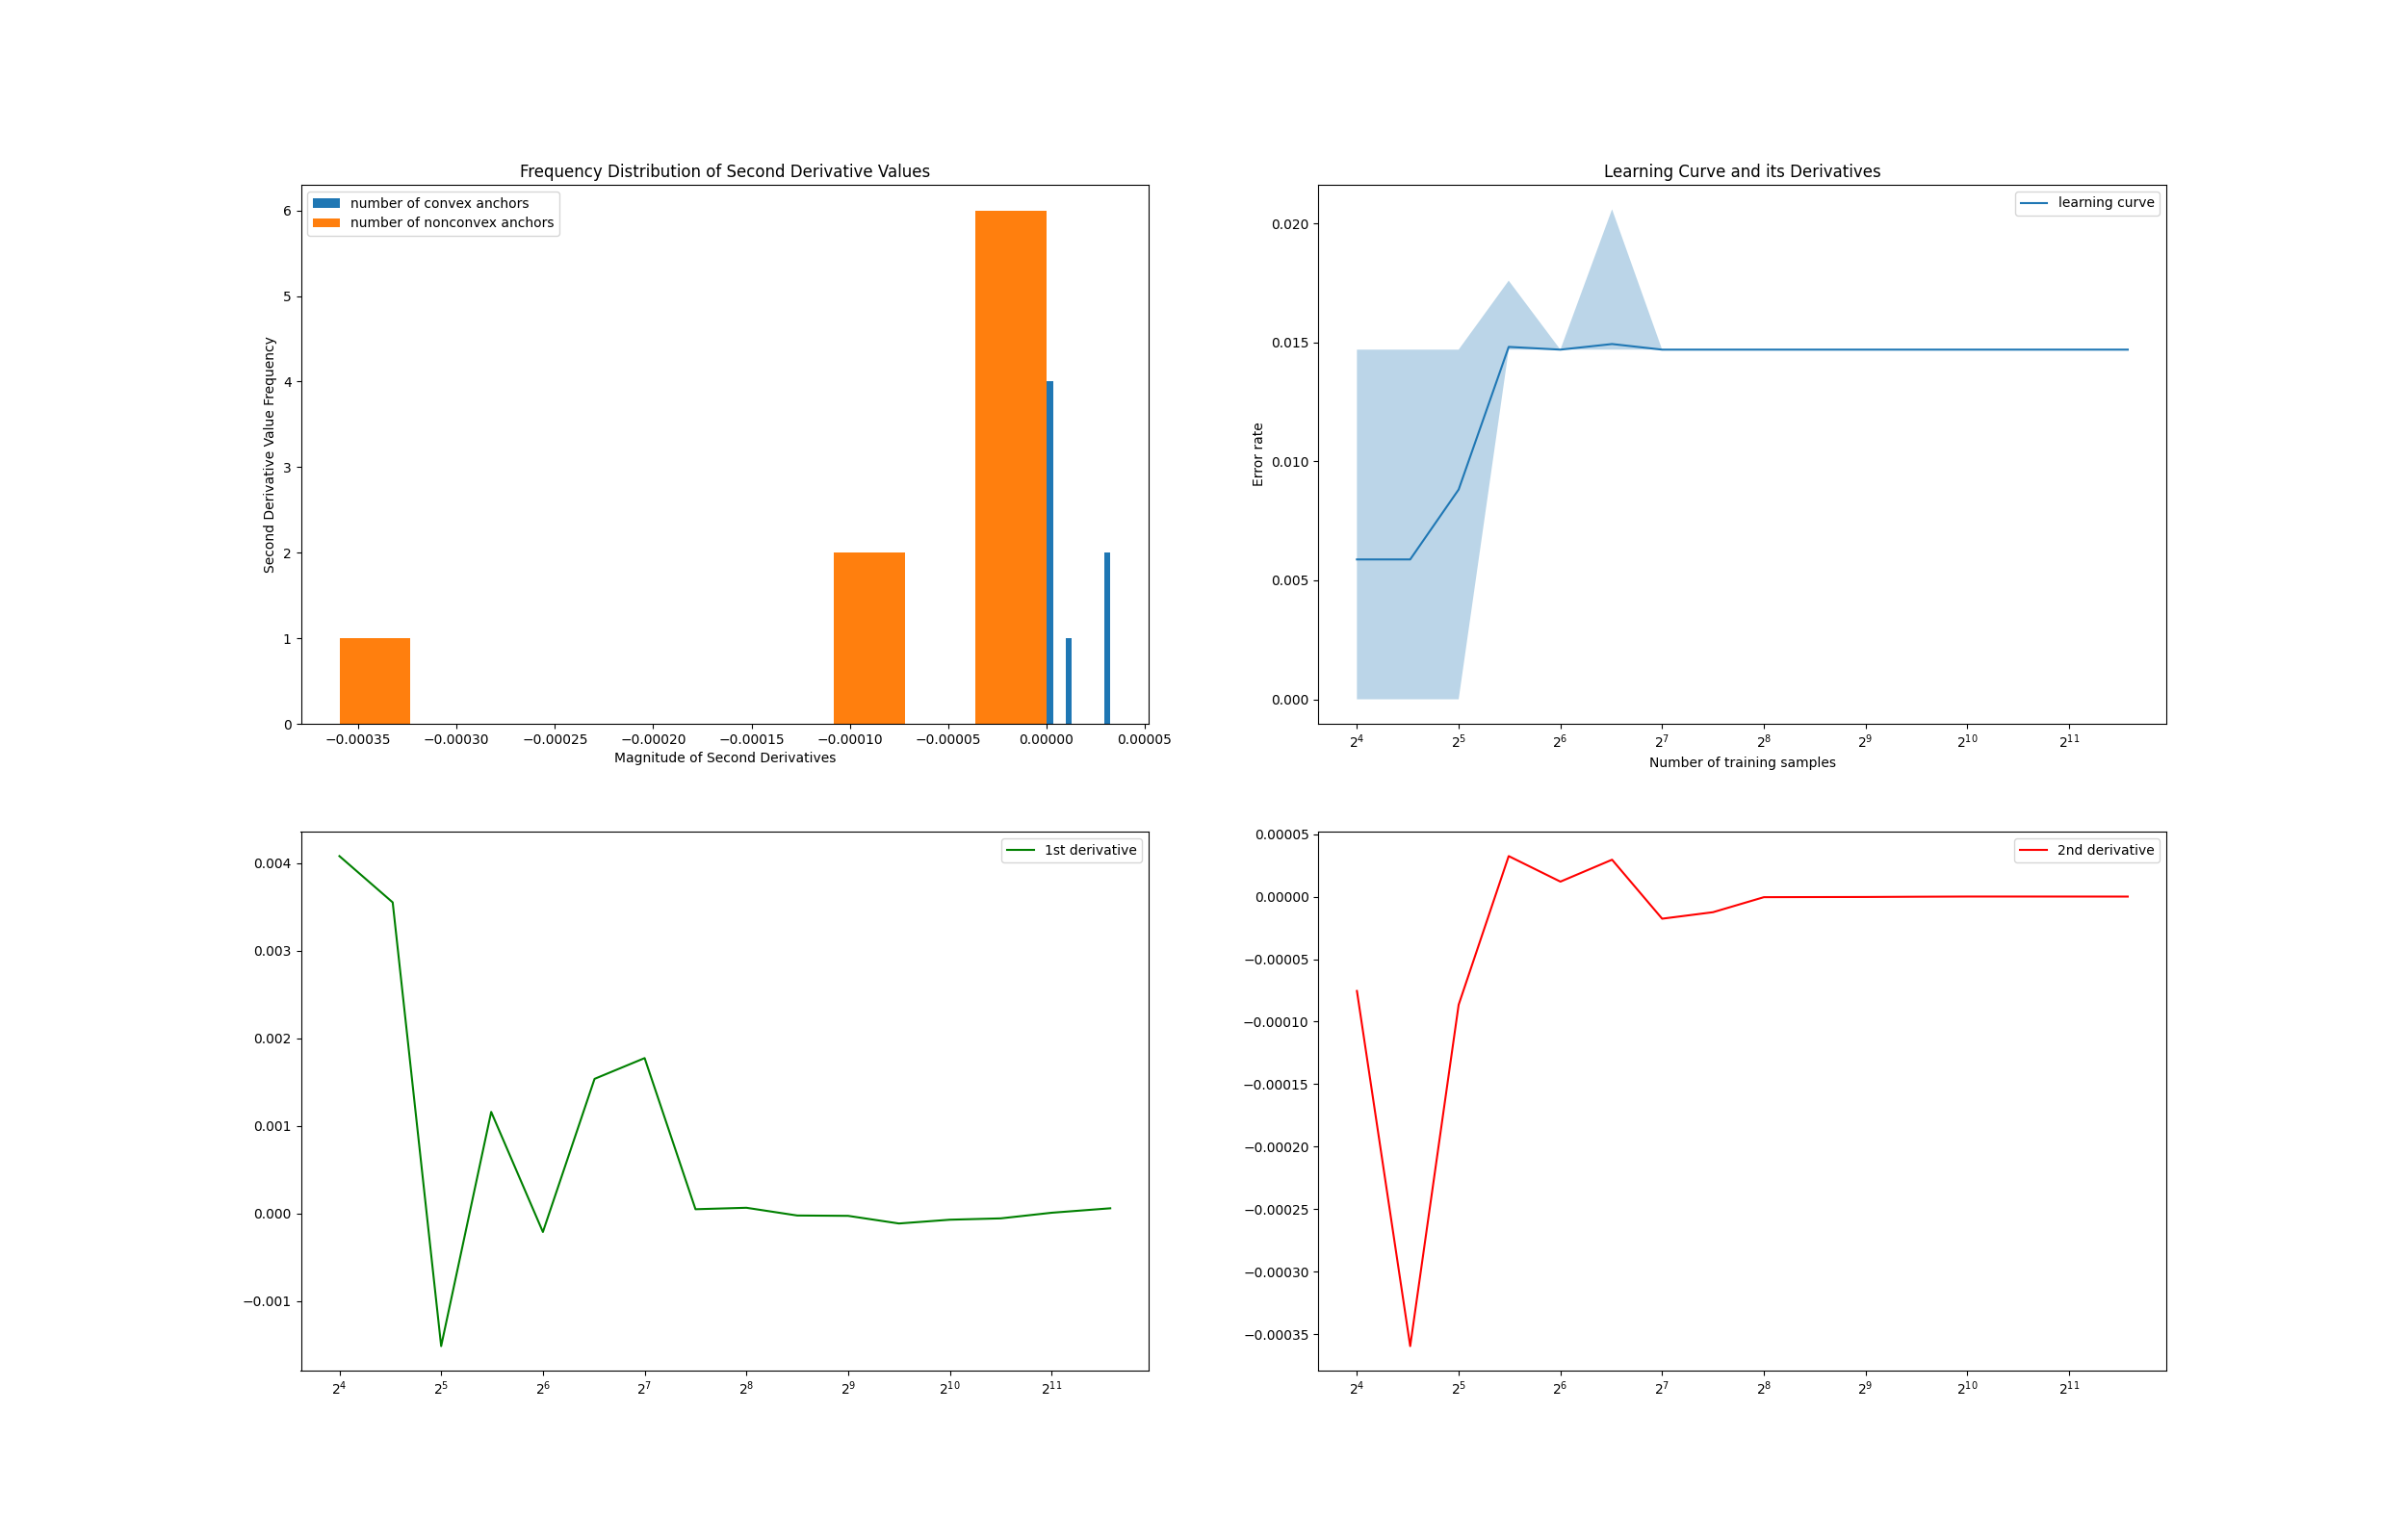 Frequency Distribution of Second Derivative Values
number of convex anchors
number of nonconvex anchors
6
5
4
3
2
1
0
Second Derivative Value Frequency
−0.00035 −0.00030 −0.00025 −0.00020 −0.00015 −0.00010 −0.00005 0.00000 0.00005
Magnitude of Second Derivatives
Learning Curve and its Derivatives
learning curve
0.020
0.015
0.010
0.005
0.000
Error rate
2⁴ 2⁵ 2⁶ 2⁷ 2⁸ 2⁹ 2¹⁰ 2¹¹
Number of training samples
1st derivative
0.004
0.003
0.002
0.001
0.000
−0.001
2⁴ 2⁵ 2⁶ 2⁷ 2⁸ 2⁹ 2¹⁰ 2¹¹
2nd derivative
0.00005
0.00000
−0.00005
−0.00010
−0.00015
−0.00020
−0.00025
−0.00030
−0.00035
2⁴ 2⁵ 2⁶ 2⁷ 2⁸ 2⁹ 2¹⁰ 2¹¹